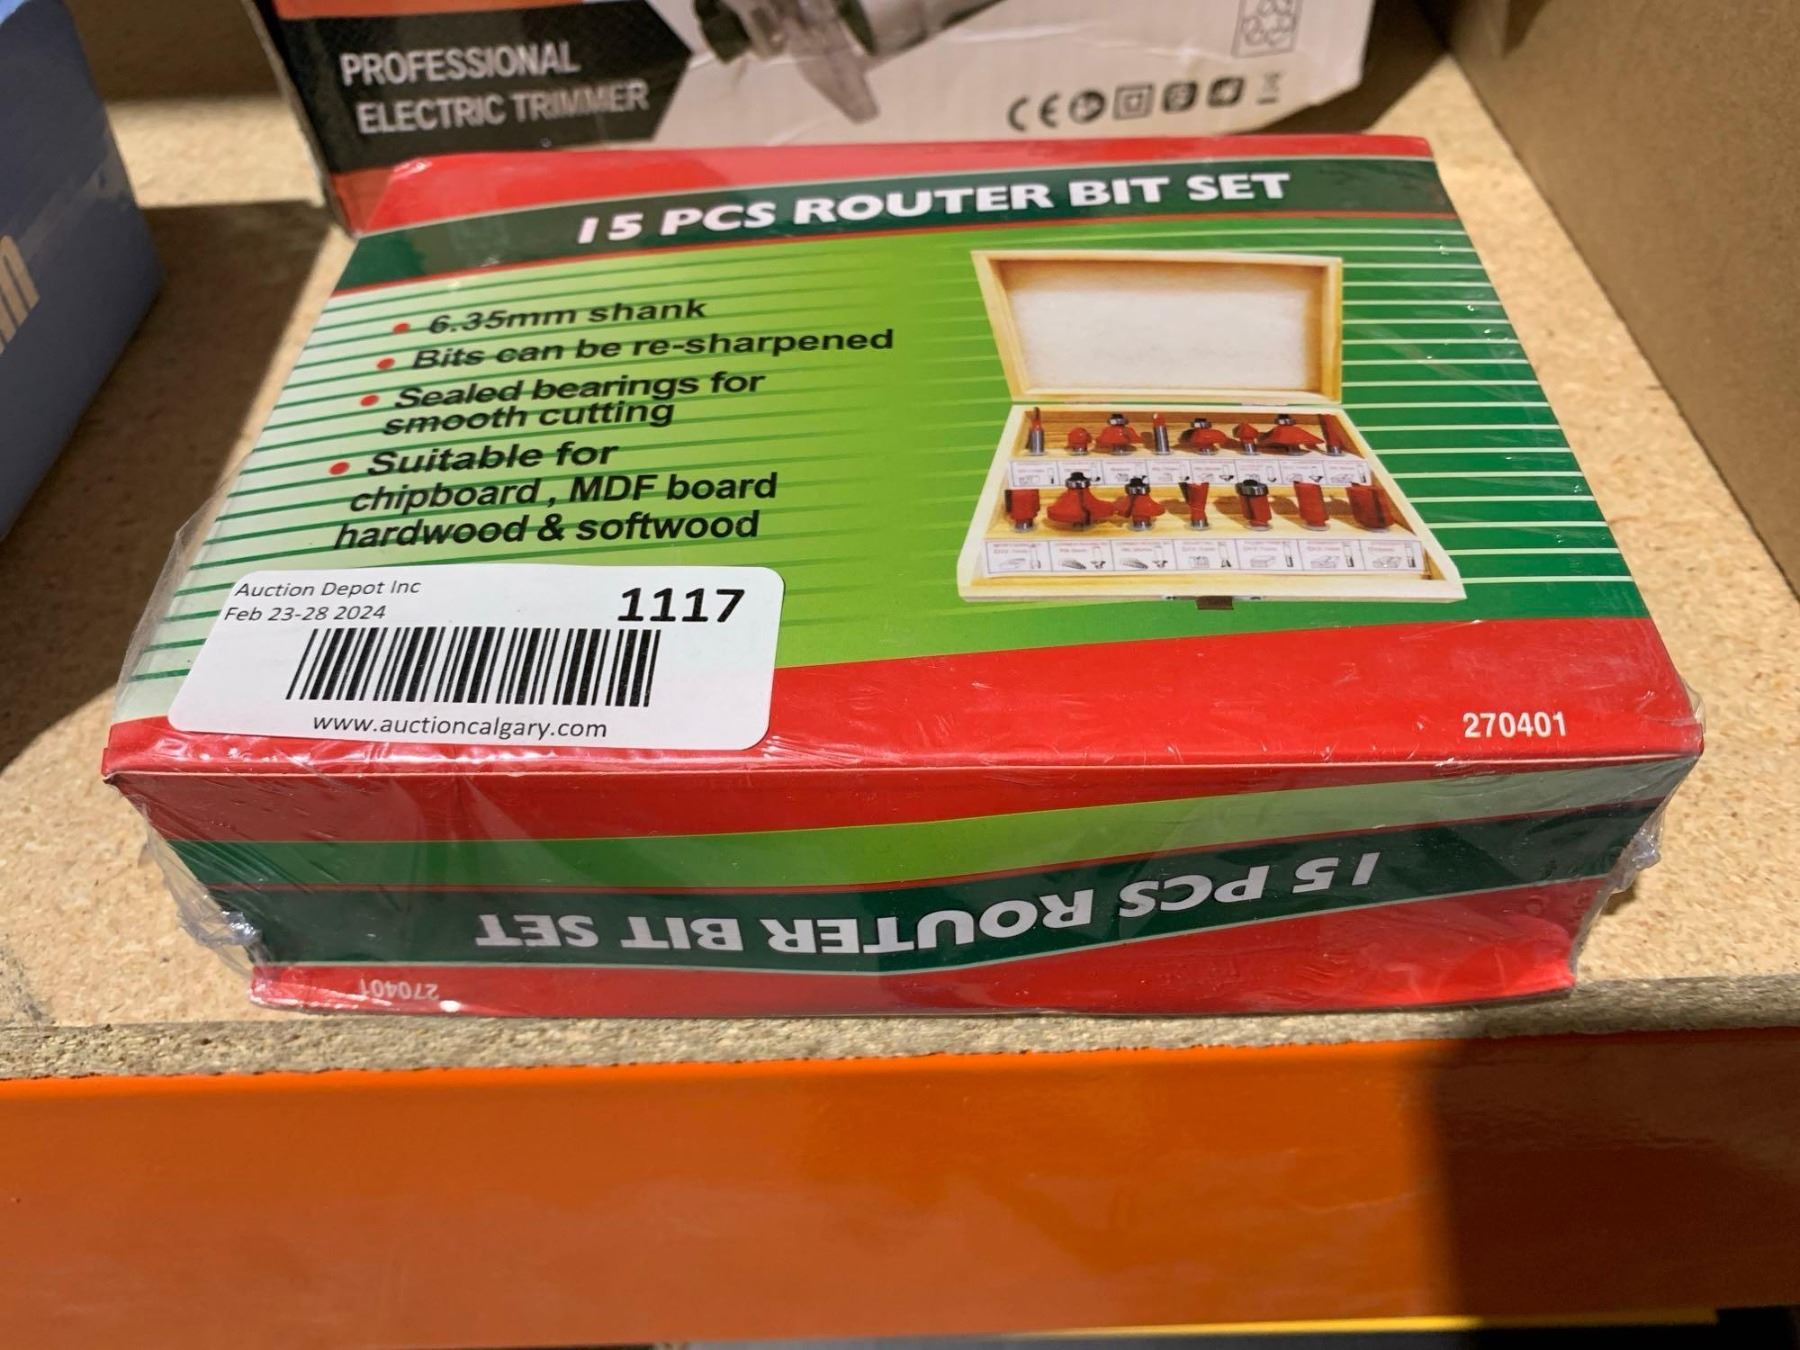 PROFESSIONAL
ELECTRIC TRIMMER
CE
15 PCS ROUTER BIT SET
• 6.35mm shank
• Bits can be re-sharpened
• Sealed bearings for
smooth cutting
• Suitable for
chipboard , MDF board
hardwood & softwood
Auction Depot Inc
Feb 23-28 2024
1117
www.auctioncalgary.com
270401
15 PCS ROUTER BIT SET
270401